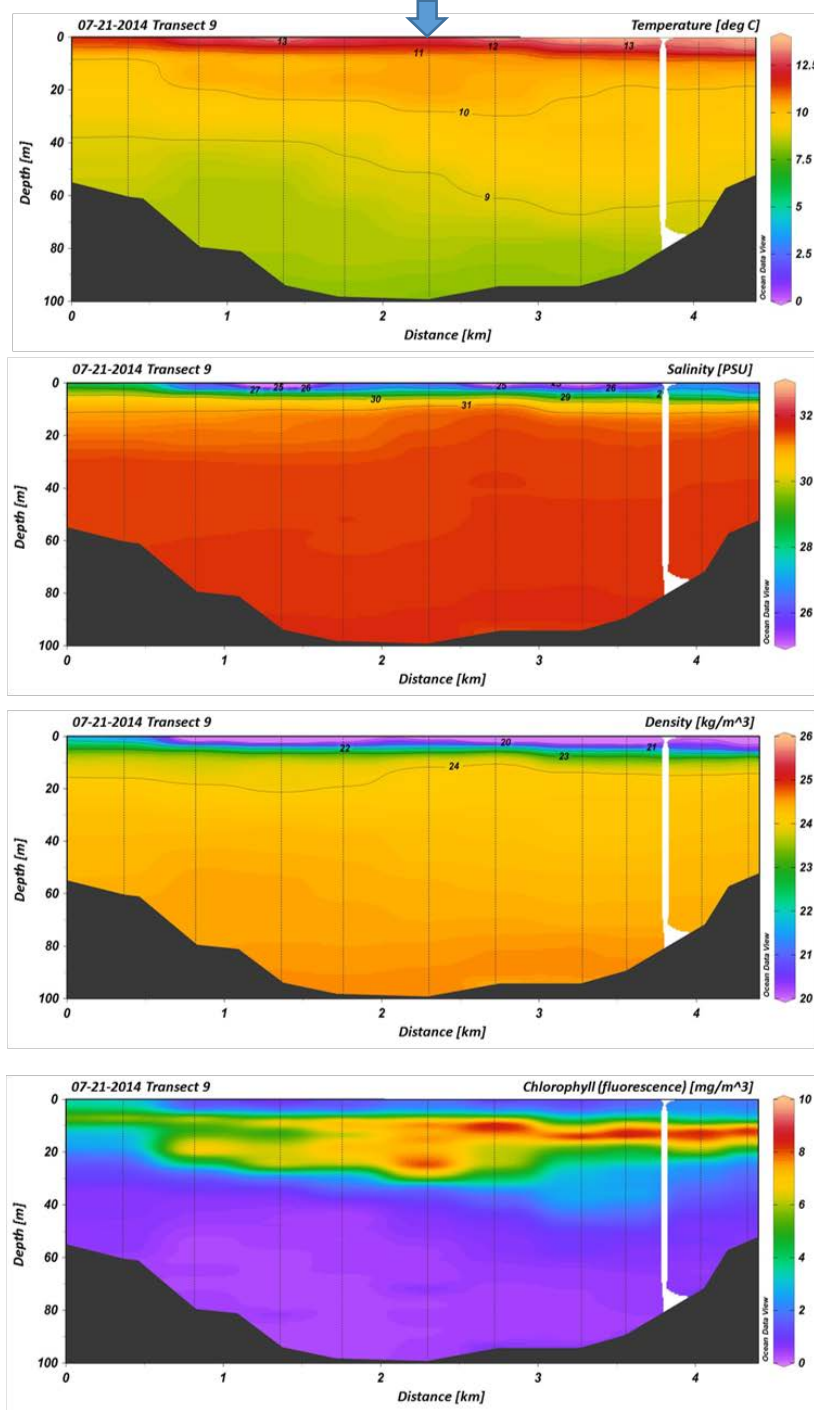 07-21-2014 Transect 9 Temperature [deg C]
13 11 12 13
10
9
0
20
40
60
80
100
Depth [m]
0 1 2 3 4
Distance [km]
12.5
10
7.5
5
2.5
0
Ocean Data View
07-21-2014 Transect 9 Salinity [PSU]
27 25 26 25 26
30 31 29
0
20
40
60
80
100
Depth [m]
0 1 2 3 4
Distance [km]
32
30
28
26
Ocean Data View
07-21-2014 Transect 9 Density [kg/m^3]
22 20 23 21
24
0
20
40
60
80
100
Depth [m]
0 1 2 3 4
Distance [km]
26
25
24
23
22
21
20
Ocean Data View
07-21-2014 Transect 9 Chlorophyll (fluorescence) [mg/m^3]
0
20
40
60
80
100
Depth [m]
0 1 2 3 4
Distance [km]
10
8
6
4
2
0
Ocean Data View